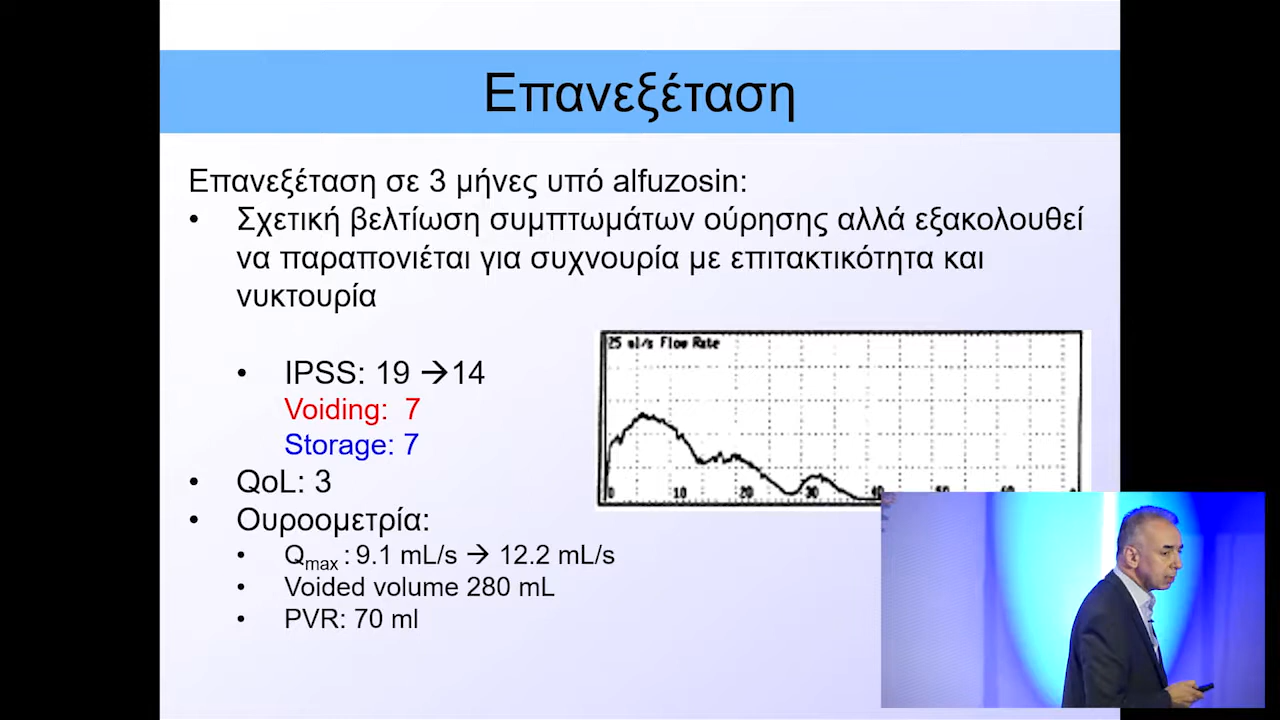 Επανεξέταση
Επανεξέταση σε 3 μήνες υπό alfuzosin:
• Σχετική βελτίωση συμπτωμάτων ούρησης αλλά εξακολουθεί
να παραπονιέται για συχνουρία με επιτακτικότητα και
νυκτουρία
• IPSS: 19 →14
Voiding: 7
Storage: 7
• QoL: 3
• Ουροομετρία:
• Qmax : 9.1 mL/s → 12.2 mL/s
• Voided volume 280 mL
• PVR: 70 ml
25 ml/s Flow Rate
0 10 20 30 40 50 60